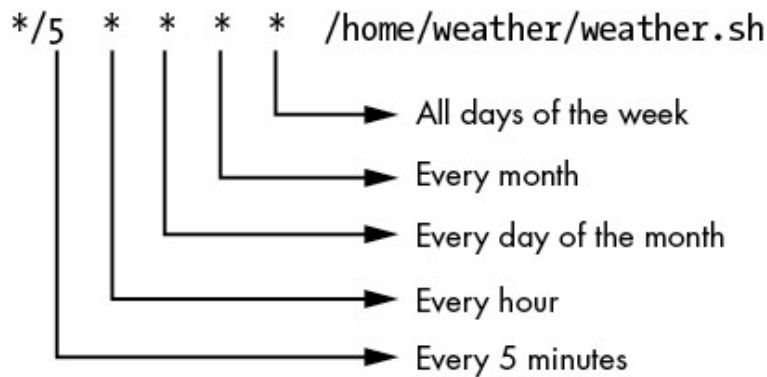 */5 * * * * /home/weather/weather.sh
All days of the week
Every month
Every day of the month
Every hour
Every 5 minutes